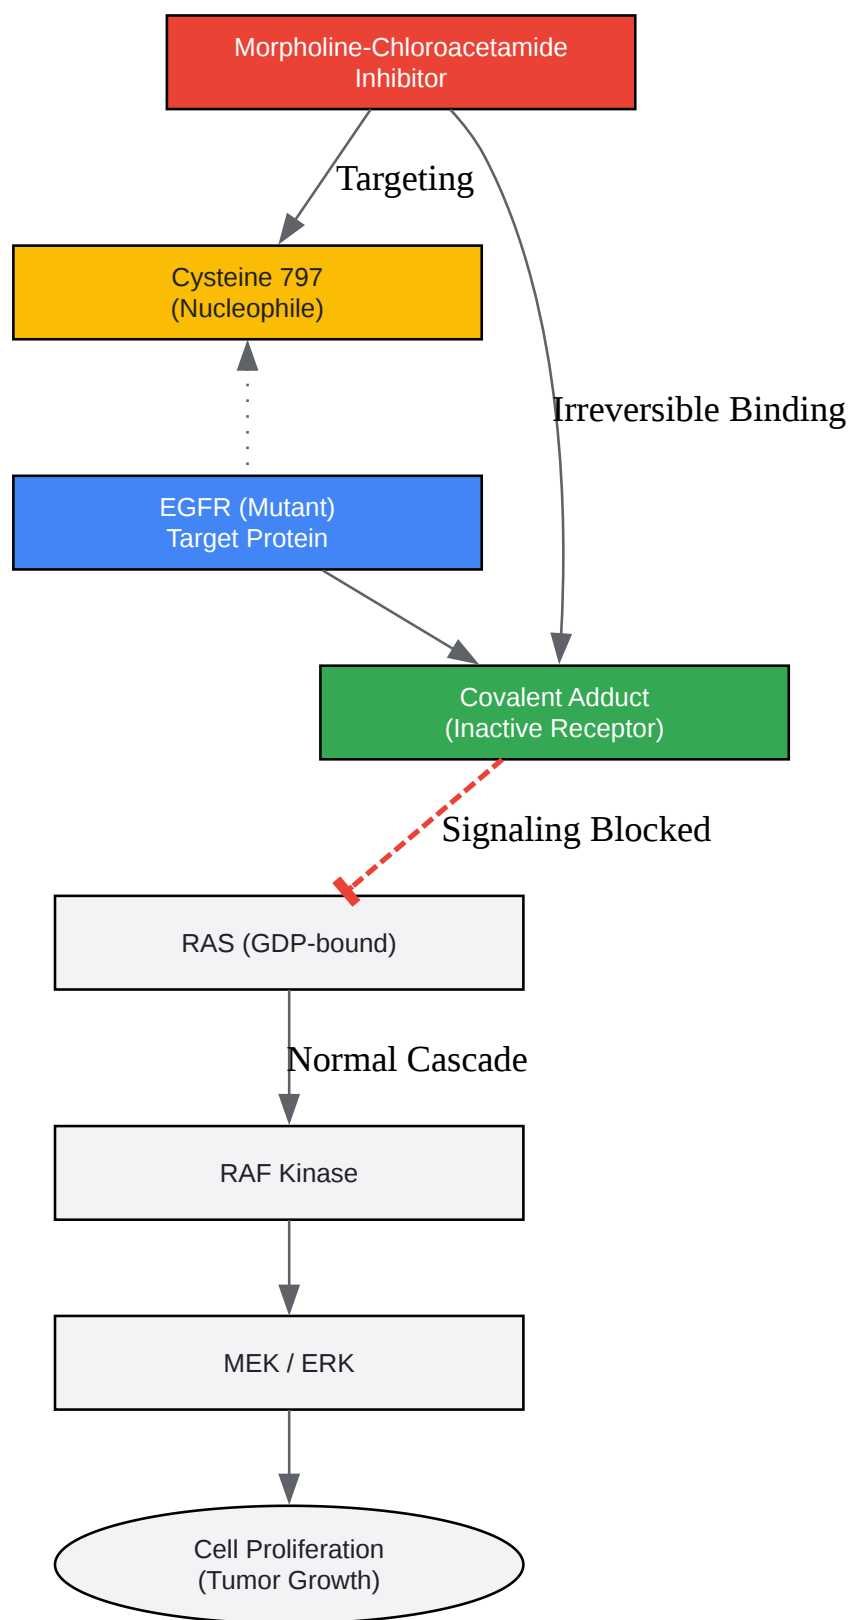 Morpholine-Chloroacetamide
Inhibitor
Targeting
Cysteine 797
(Nucleophile)
Irreversible Binding
EGFR (Mutant)
Target Protein
Covalent Adduct
(Inactive Receptor)
Signaling Blocked
RAS (GDP-bound)
Normal Cascade
RAF Kinase
MEK / ERK
Cell Proliferation
(Tumor Growth)